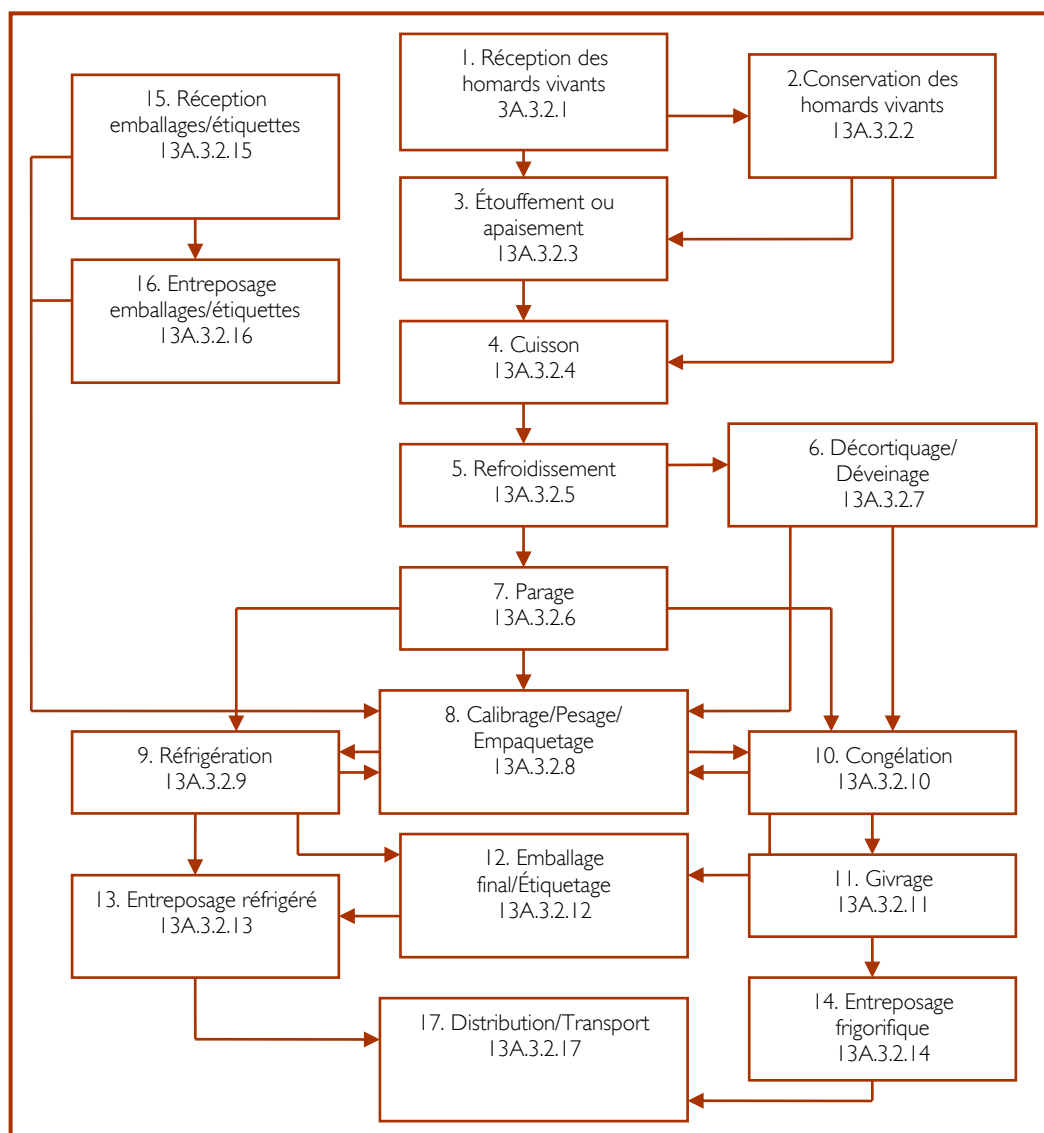 1. Réception des
homards vivants
3A.3.2.1
2.Conservation des
homards vivants
13A.3.2.2
15. Réception
emballages/étiquettes
13A.3.2.15
3. Étouffement ou
apaisement
13A.3.2.3
16. Entreposage
emballages/étiquettes
13A.3.2.16
4. Cuisson
13A.3.2.4
5. Refroidissement
13A.3.2.5
6. Décortiquage/
Déveinage
13A.3.2.7
7. Parage
13A.3.2.6
8. Calibrage/Pesage/
Empaquetage
13A.3.2.8
9. Réfrigération
13A.3.2.9
10. Congélation
13A.3.2.10
12. Emballage
final/Étiquetage
13A.3.2.12
11. Givrage
13A.3.2.11
13. Entreposage réfrigéré
13A.3.2.13
14. Entreposage
frigorifique
13A.3.2.14
17. Distribution/Transport
13A.3.2.17